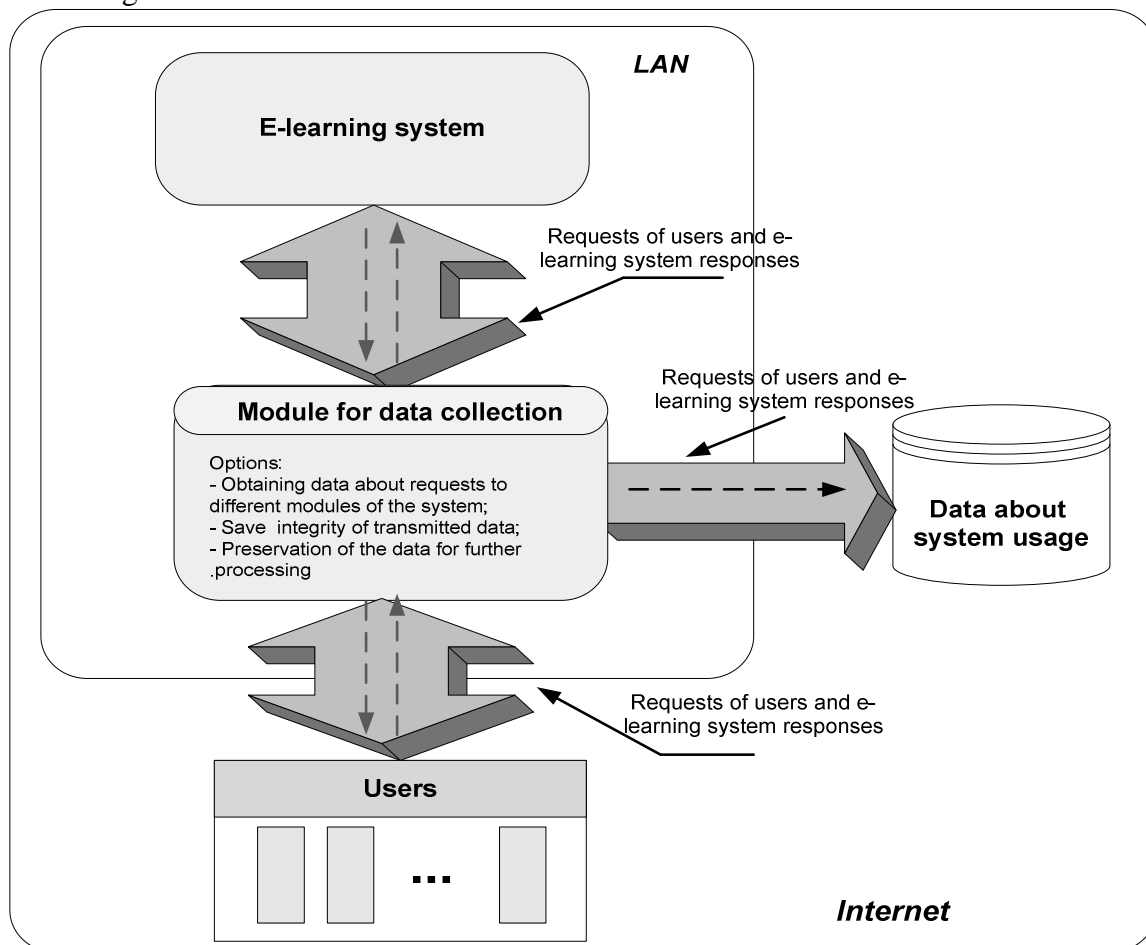 LAN
E-learning system
Requests of users and e-
learning system responses
Requests of users and e-
learning system responses
Module for data collection
Options:
- Obtaining data about requests to
different modules of the system;
- Save  integrity of transmitted data;
- Preservation of the data for further
.processing
Data about
system usage
Requests of users and e-
learning system responses
Users
...
Internet